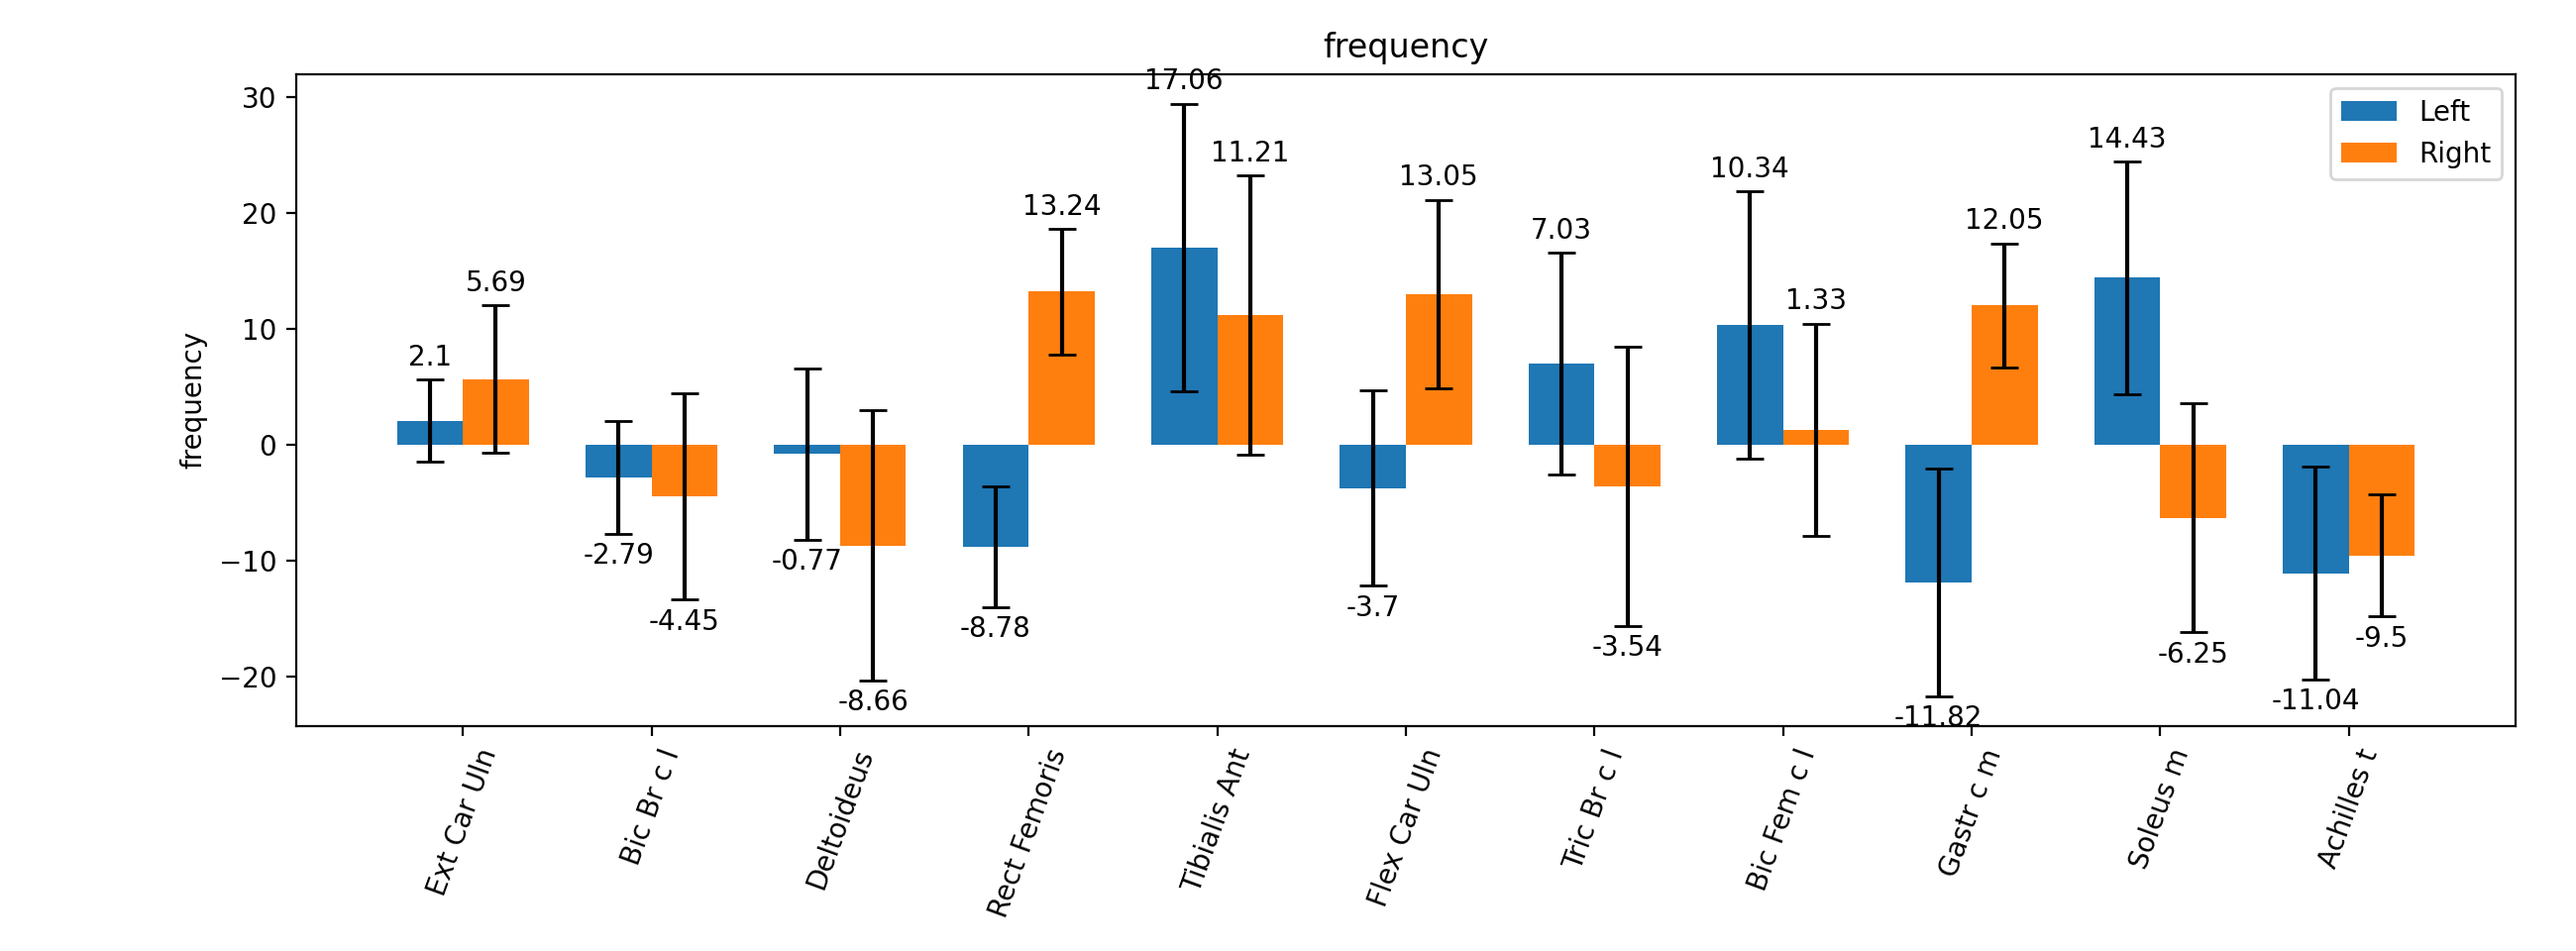 frequency
Left
Right
30
20
10
0
−10
−20
frequency
2.1
5.69
-2.79
-4.45
-0.77
-8.66
-8.78
13.24
17.06
11.21
-3.7
13.05
7.03
-3.54
10.34
1.33
-11.82
12.05
14.43
-6.25
-11.04
-9.5
Ext Car Uln
Bic Br c l
Deltoideus
Rect Femoris
Tibialis Ant
Flex Car Uln
Tric Br c l
Bic Fem c l
Gastr c m
Soleus m
Achilles t